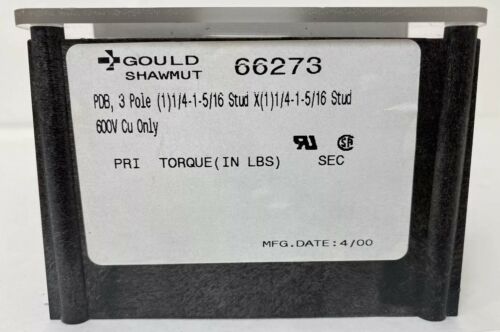 GOULD
SHAWMUT
66273
PDB, 3 Pole (1)1/4-1-5/16 Stud X(1)1/4-1-5/16 Stud
600V Cu Only
PRI TORQUE(IN LBS) SEC
MFG.DATE:4/00